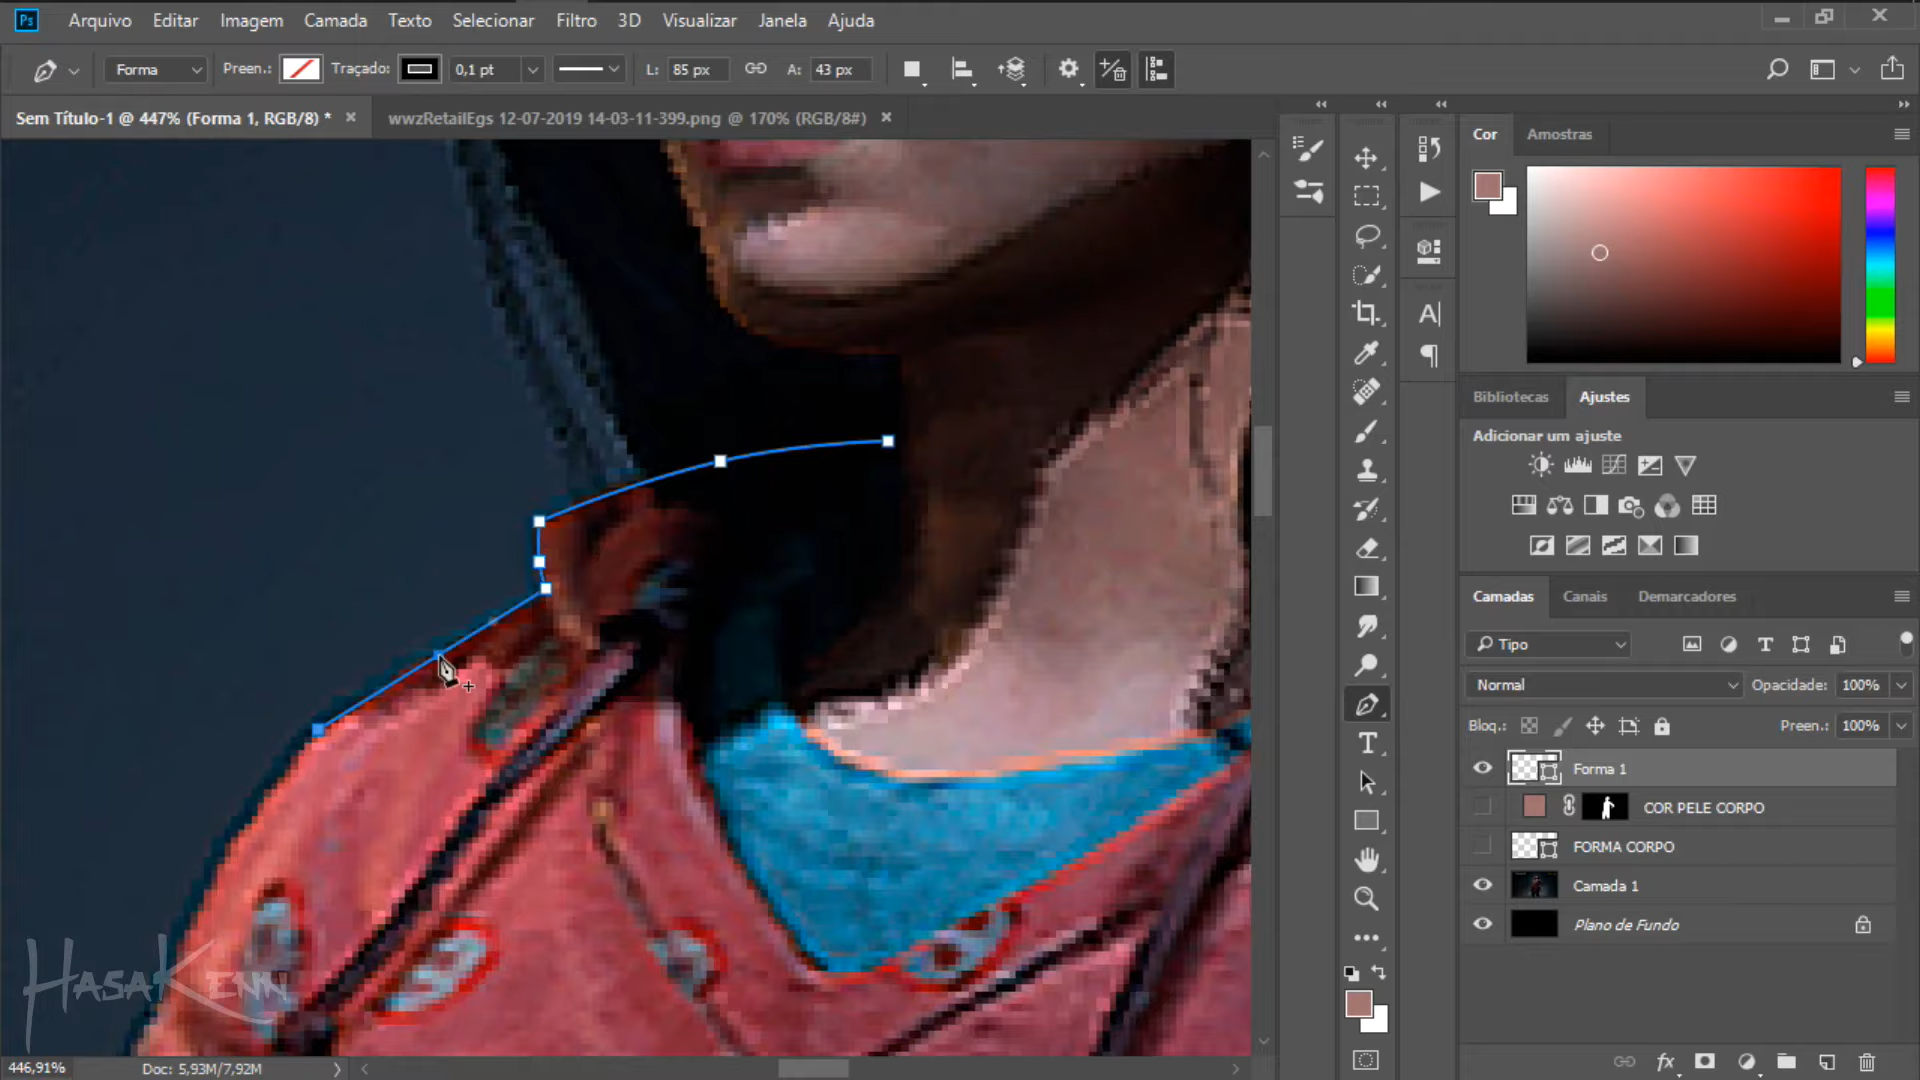 Ps Arquivo Editar Imagem Camada Texto Selecionar Filtro 3D Visualizar Janela Ajuda
Forma Preen.: Traçado: 0,1 pt L: 85 px A: 43 px
Sem Título-1 @ 447% (Forma 1, RGB/8) * wwzRetailEgs 12-07-2019 14-03-11-399.png @ 170% (RGB/8#)
Cor Amostras
Bibliotecas Ajustes
Adicionar um ajuste
Camadas Canais Demarcadores
Tipo
Normal Opacidade: 100%
Bloq.: Preen.: 100%
Forma 1
COR PELE CORPO
FORMA CORPO
Camada 1
Plano de Fundo
HASAKENN
446,91% Doc: 5,93M/7,92M